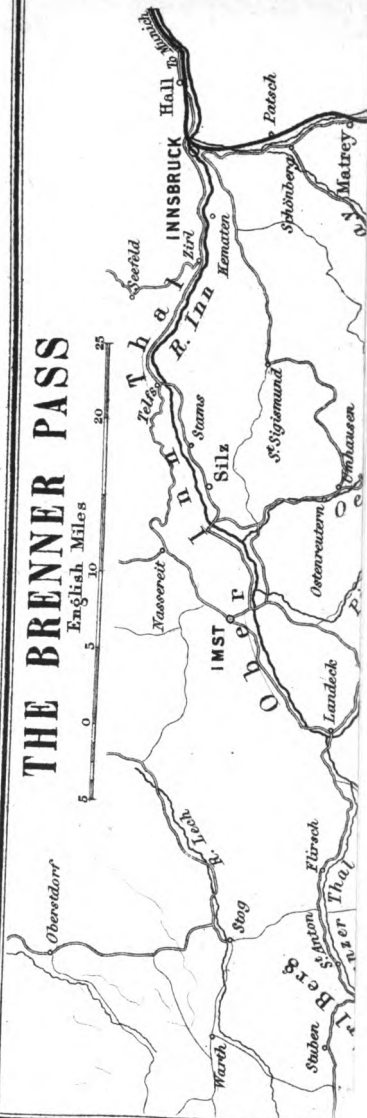 THE BRENNER PASS
English Miles
5 0 5 10 20 25
Oberstdorf
R. Lech
Stog
Warth
Stuben
St. Anton
Flirsch
Berg
nzer Thal
Landeck
IMST
Nassereit
Ober Inn Thal
Telfs
Seefeld
Zirl
R. Inn
Stams
Silz
INNSBRUCK
Hall
To Munich
Kematen
Patsch
Schönberg
Matrey
St. Sigismund
Ostenreutern
Umhausen
Oe